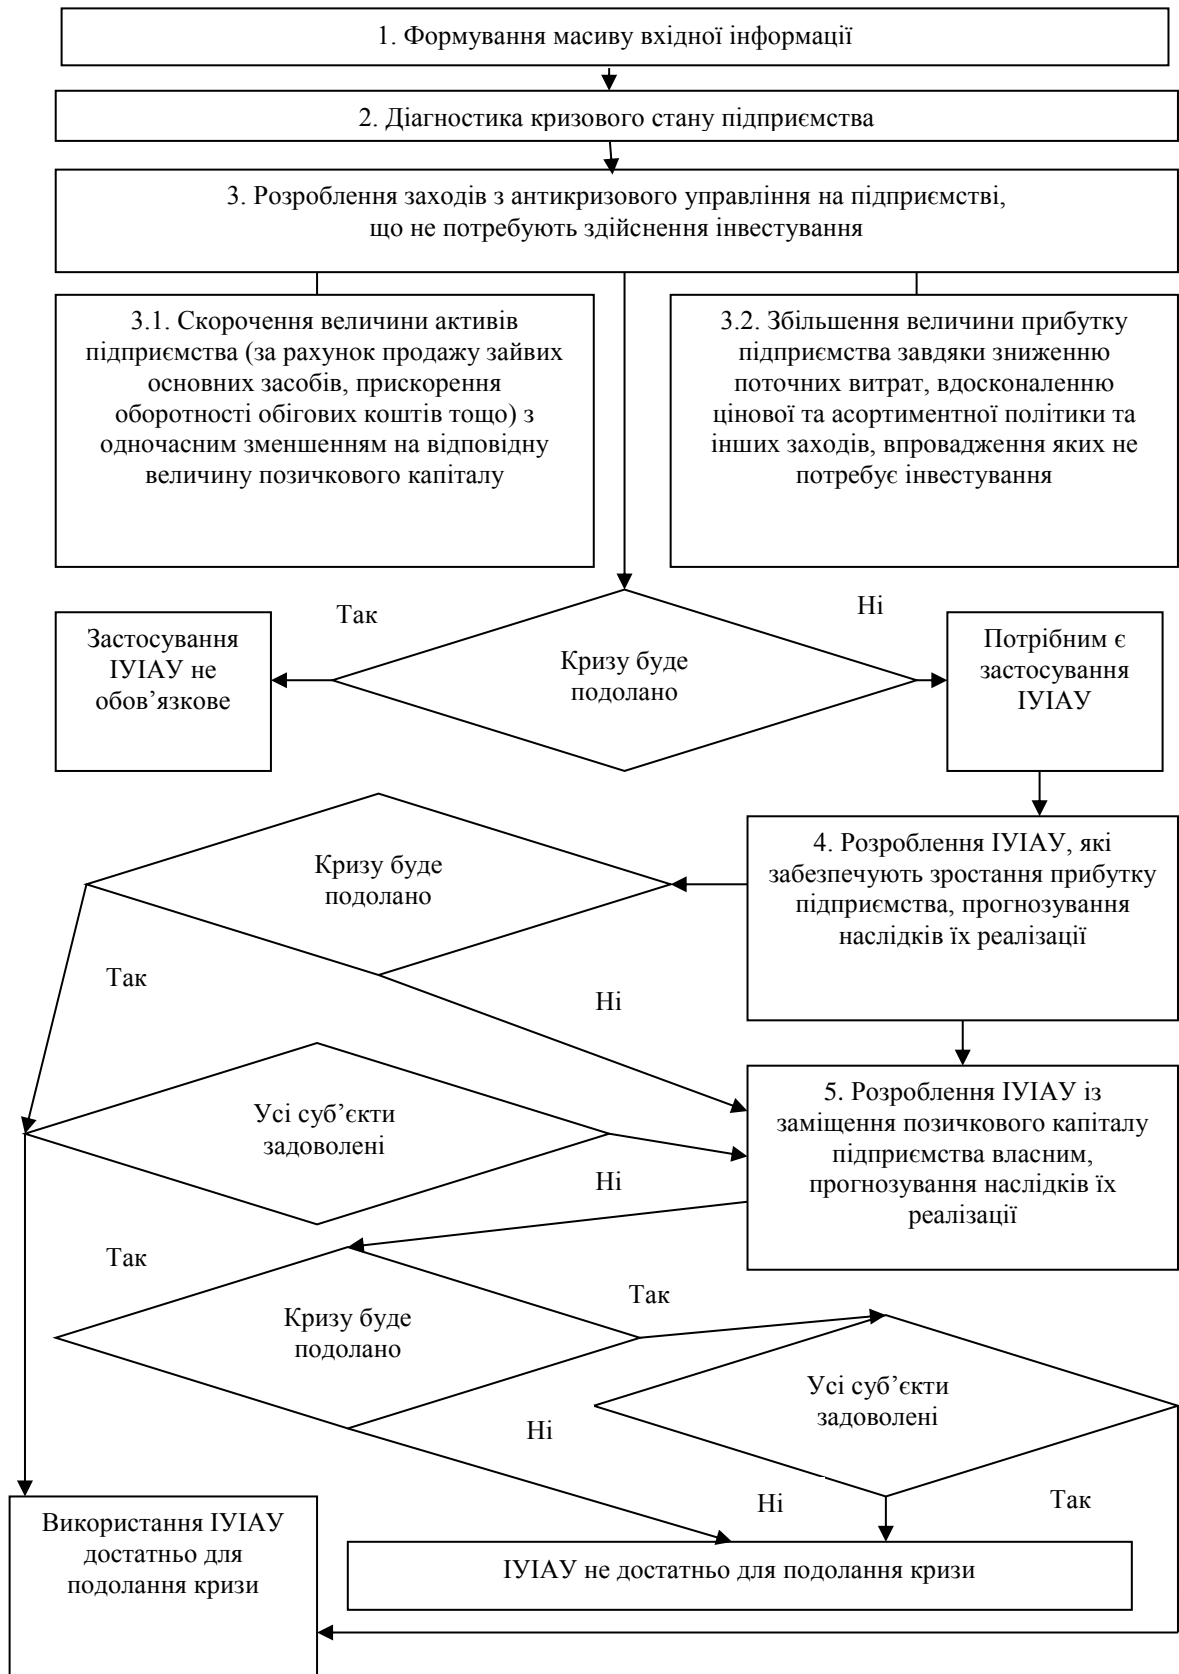 1. Формування масиву вхідної інформації
2. Діагностика кризового стану підприємства
3. Розроблення заходів з антикризового управління на підприємстві,
що не потребують здійснення інвестування
3.1. Скорочення величини активів
підприємства (за рахунок продажу зайвих
основних засобів, прискорення
оборотності обігових коштів тощо) з
одночасним зменшенням на відповідну
величину позичкового капіталу
3.2. Збільшення величини прибутку
підприємства завдяки зниженню
поточних витрат, вдосконаленню
цінової та асортиментної політики та
інших заходів, впровадження яких не
потребує інвестування
Так
Ні
Застосування
ІУІАУ не
обов’язкове
Кризу буде
подолано
Потрібним є
застосування
ІУІАУ
Кризу буде
подолано
4. Розроблення ІУІАУ, які
забезпечують зростання прибутку
підприємства, прогнозування
наслідків їх реалізації
Так
Ні
Усі суб’єкти
задоволені
5. Розроблення ІУІАУ із
заміщення позичкового капіталу
підприємства власним,
прогнозування наслідків їх
реалізації
Ні
Так
Кризу буде
подолано
Так
Усі суб’єкти
задоволені
Ні
Ні
Так
Використання ІУІАУ
достатньо для
подолання кризи
ІУІАУ не достатньо для подолання кризи